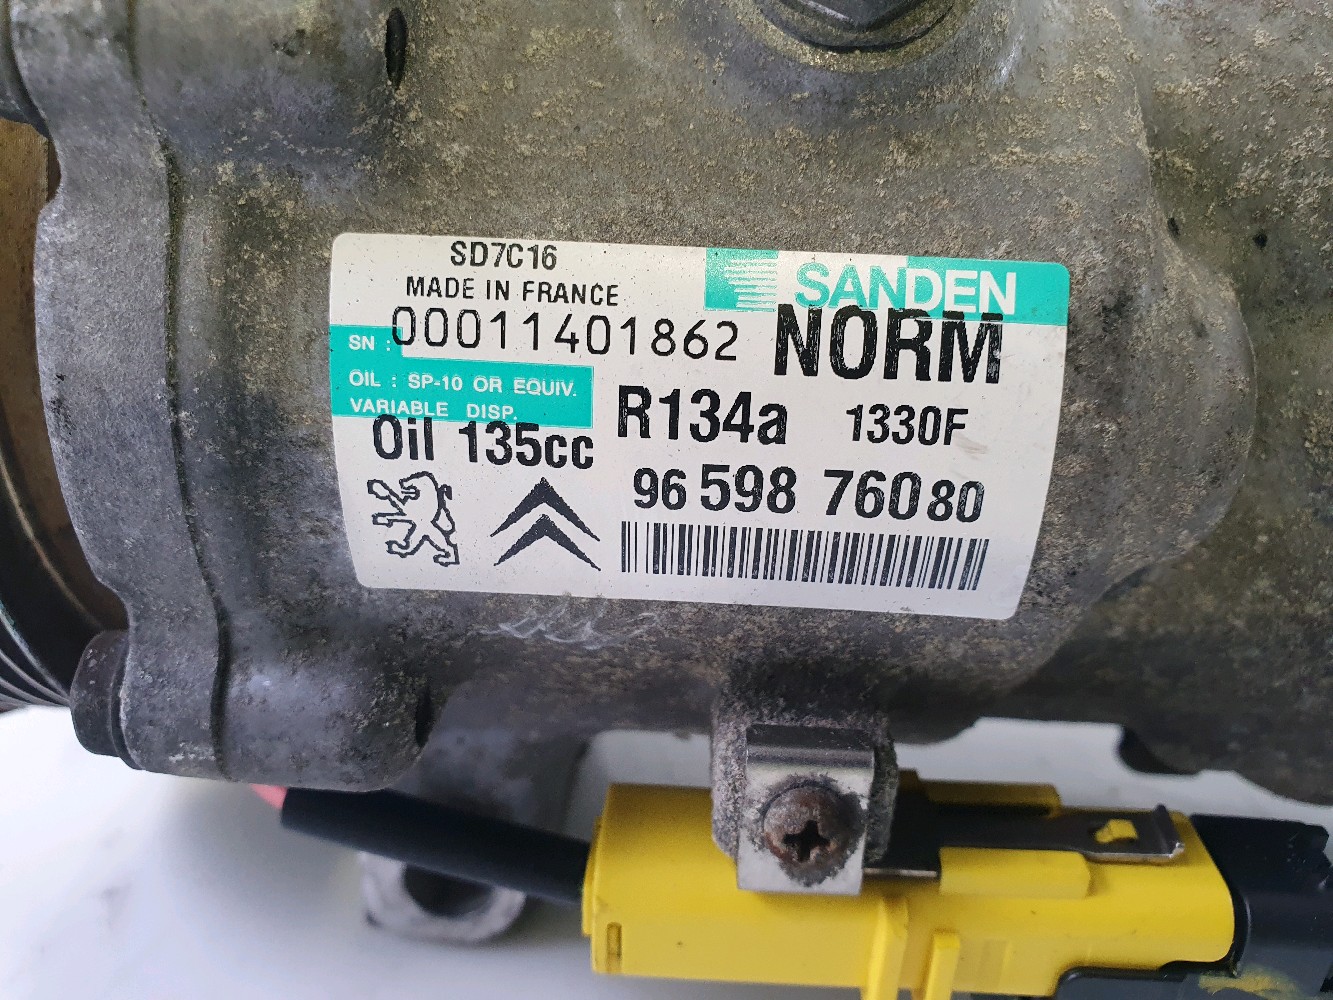 SD7C16
MADE IN FRANCE
SANDEN
SN : 00011401862
NORM
OIL : SP-10 OR EQUIV.
VARIABLE DISP.
Oil 135cc
R134a 1330F
96 598 760 80